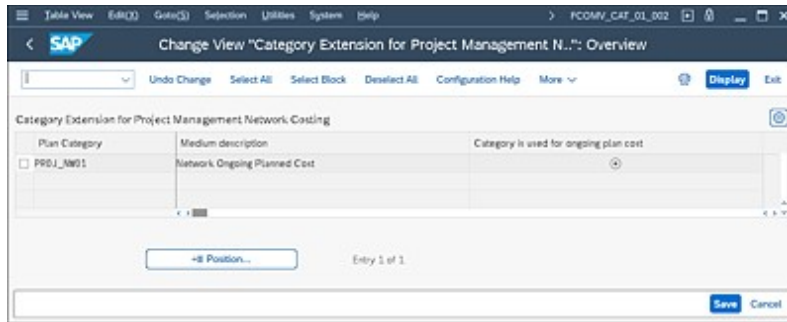 Table View Edit(X) Goto(S) Selection Utilities System Help FCOMV_CAT_01_002
SAP Change View "Category Extension for Project Management N..": Overview
Undo Change Select All Select Block Deselect All Configuration Help More Display Exit
Category Extension for Project Management Network Costing
Plan Category Medium description Category is used for ongoing plan cost
PROJ_NW01 Network Ongoing Planned Cost
Position... Entry 1 of 1
Save Cancel